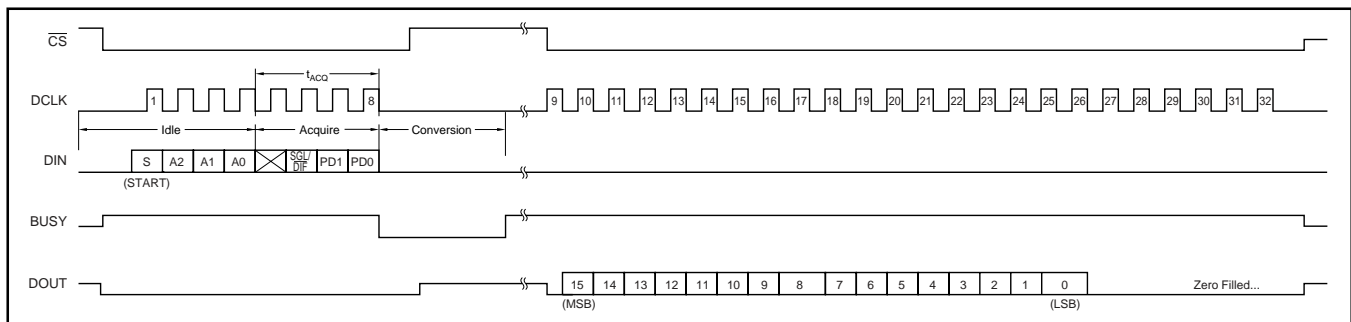 CS
tACQ
DCLK 1 8 9 10 11 12 13 14 15 16 17 18 19 20 21 22 23 24 25 26 27 28 29 30 31 32
Idle Acquire Conversion
DIN S A2 A1 A0 SGL/DIF PD1 PD0
(START)
BUSY
DOUT 15 14 13 12 11 10 9 8 7 6 5 4 3 2 1 0 Zero Filled...
(MSB) (LSB)